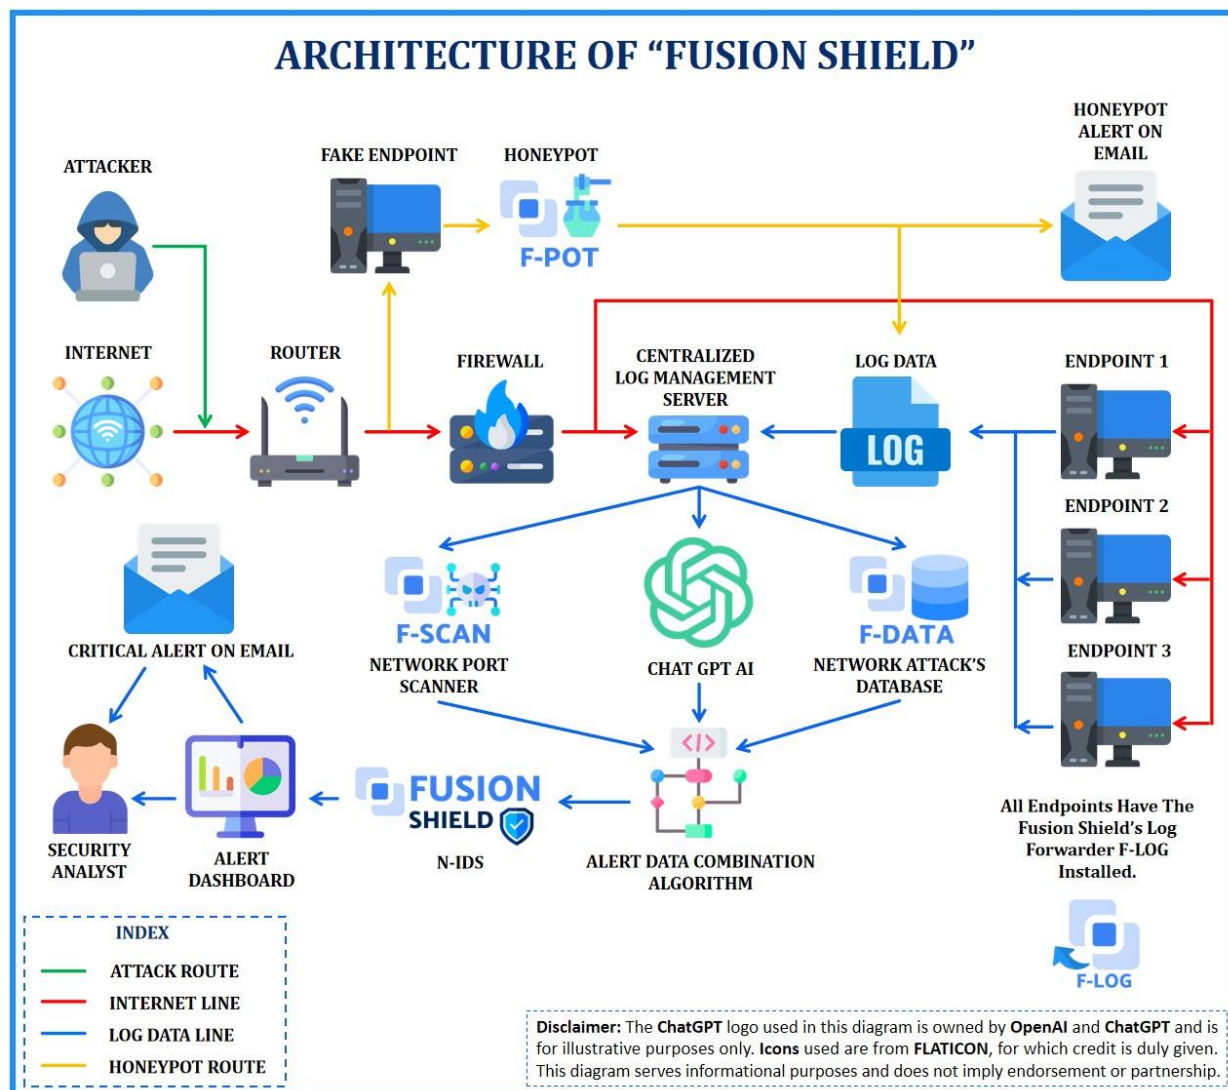 ARCHITECTURE OF “FUSION SHIELD”
HONEYPOT
ALERT ON
EMAIL
ATTACKER
FAKE ENDPOINT
HONEYPOT
F-POT
INTERNET
ROUTER
FIREWALL
CENTRALIZED
LOG MANAGEMENT
SERVER
LOG DATA
LOG
ENDPOINT 1
ENDPOINT 2
ENDPOINT 3
F-SCAN
NETWORK PORT
SCANNER
CHAT GPT AI
F-DATA
NETWORK ATTACK’S
DATABASE
CRITICAL ALERT ON EMAIL
SECURITY
ANALYST
ALERT
DASHBOARD
FUSION
SHIELD
N-IDS
</>
ALERT DATA COMBINATION
ALGORITHM
All Endpoints Have The
Fusion Shield’s Log
Forwarder F-LOG
Installed.
F-LOG
INDEX
ATTACK ROUTE
INTERNET LINE
LOG DATA LINE
HONEYPOT ROUTE
Disclaimer: The ChatGPT logo used in this diagram is owned by OpenAI and ChatGPT and is
for illustrative purposes only. Icons used are from FLATICON, for which credit is duly given.
This diagram serves informational purposes and does not imply endorsement or partnership.